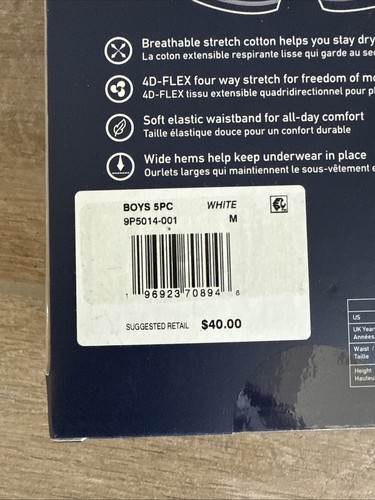 Breathable stretch cotton helps you stay dry
La coton extensible respirante lisse qui garde au sec
4D-FLEX four way stretch for freedom of
4D-FLEX tissu extensible quadridirectionnel pour
Soft elastic waistband for all-day comfort
Taille élastique douce pour un confort durable
Wide hems help keep underwear in place
Ourlets larges qui maintiennent le sous-vêtement
BOYS 5PC WHITE
9P5014-001 M
1 96923 70894 6
SUGGESTED RETAIL $40.00
US
UK
Années
Waist /
Taille
Height